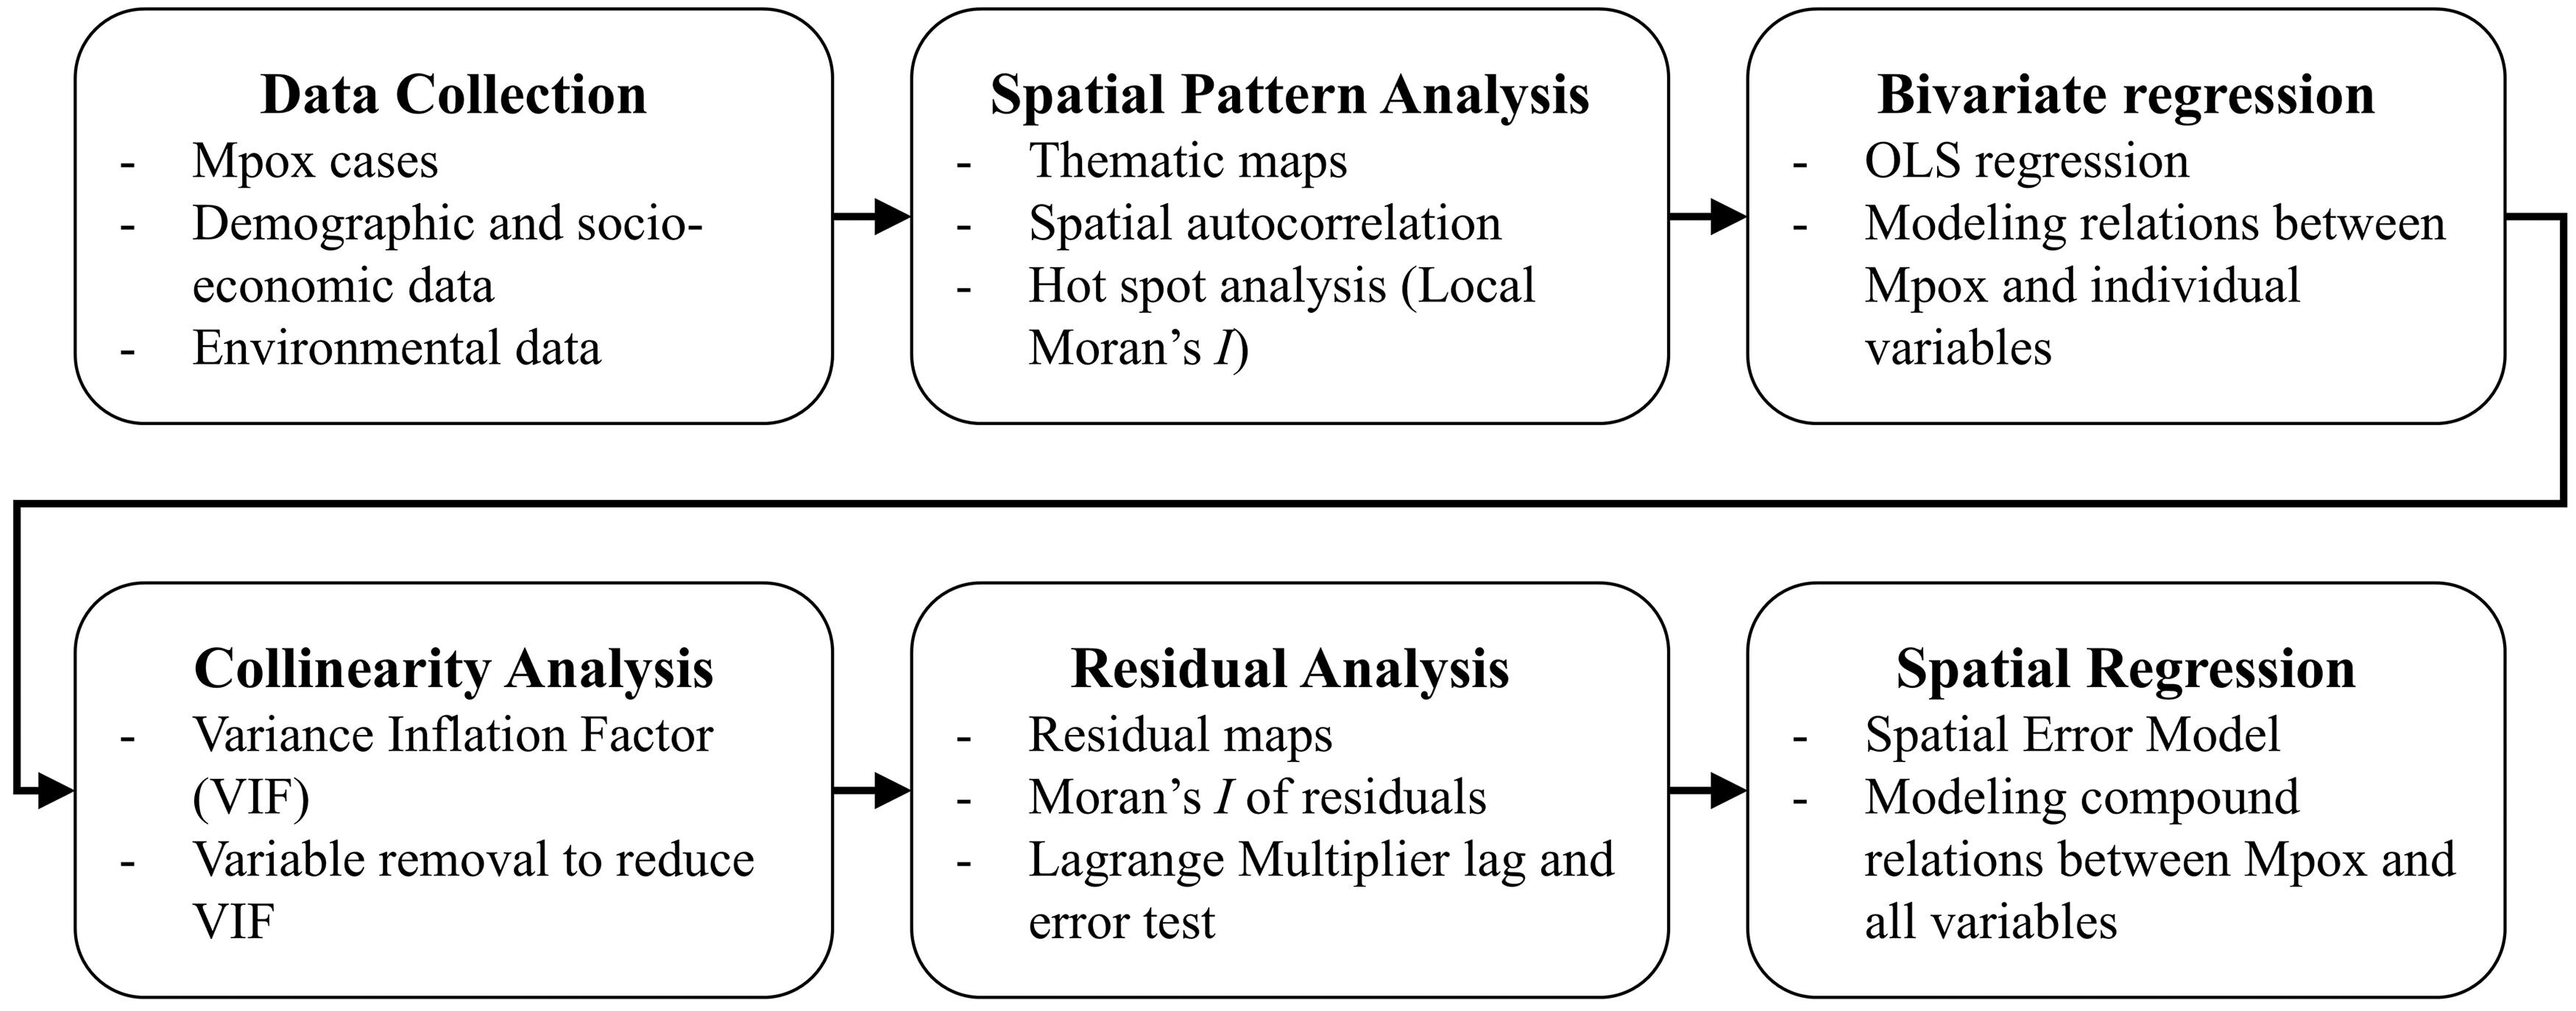 Data Collection
- Mpox cases
- Demographic and socio-
economic data
- Environmental data
Spatial Pattern Analysis
- Thematic maps
- Spatial autocorrelation
- Hot spot analysis (Local
Moran’s I)
Bivariate regression
- OLS regression
- Modeling relations between
Mpox and individual
variables
Collinearity Analysis
- Variance Inflation Factor
(VIF)
- Variable removal to reduce
VIF
Residual Analysis
- Residual maps
- Moran’s I of residuals
- Lagrange Multiplier lag and
error test
Spatial Regression
- Spatial Error Model
- Modeling compound
relations between Mpox and
all variables